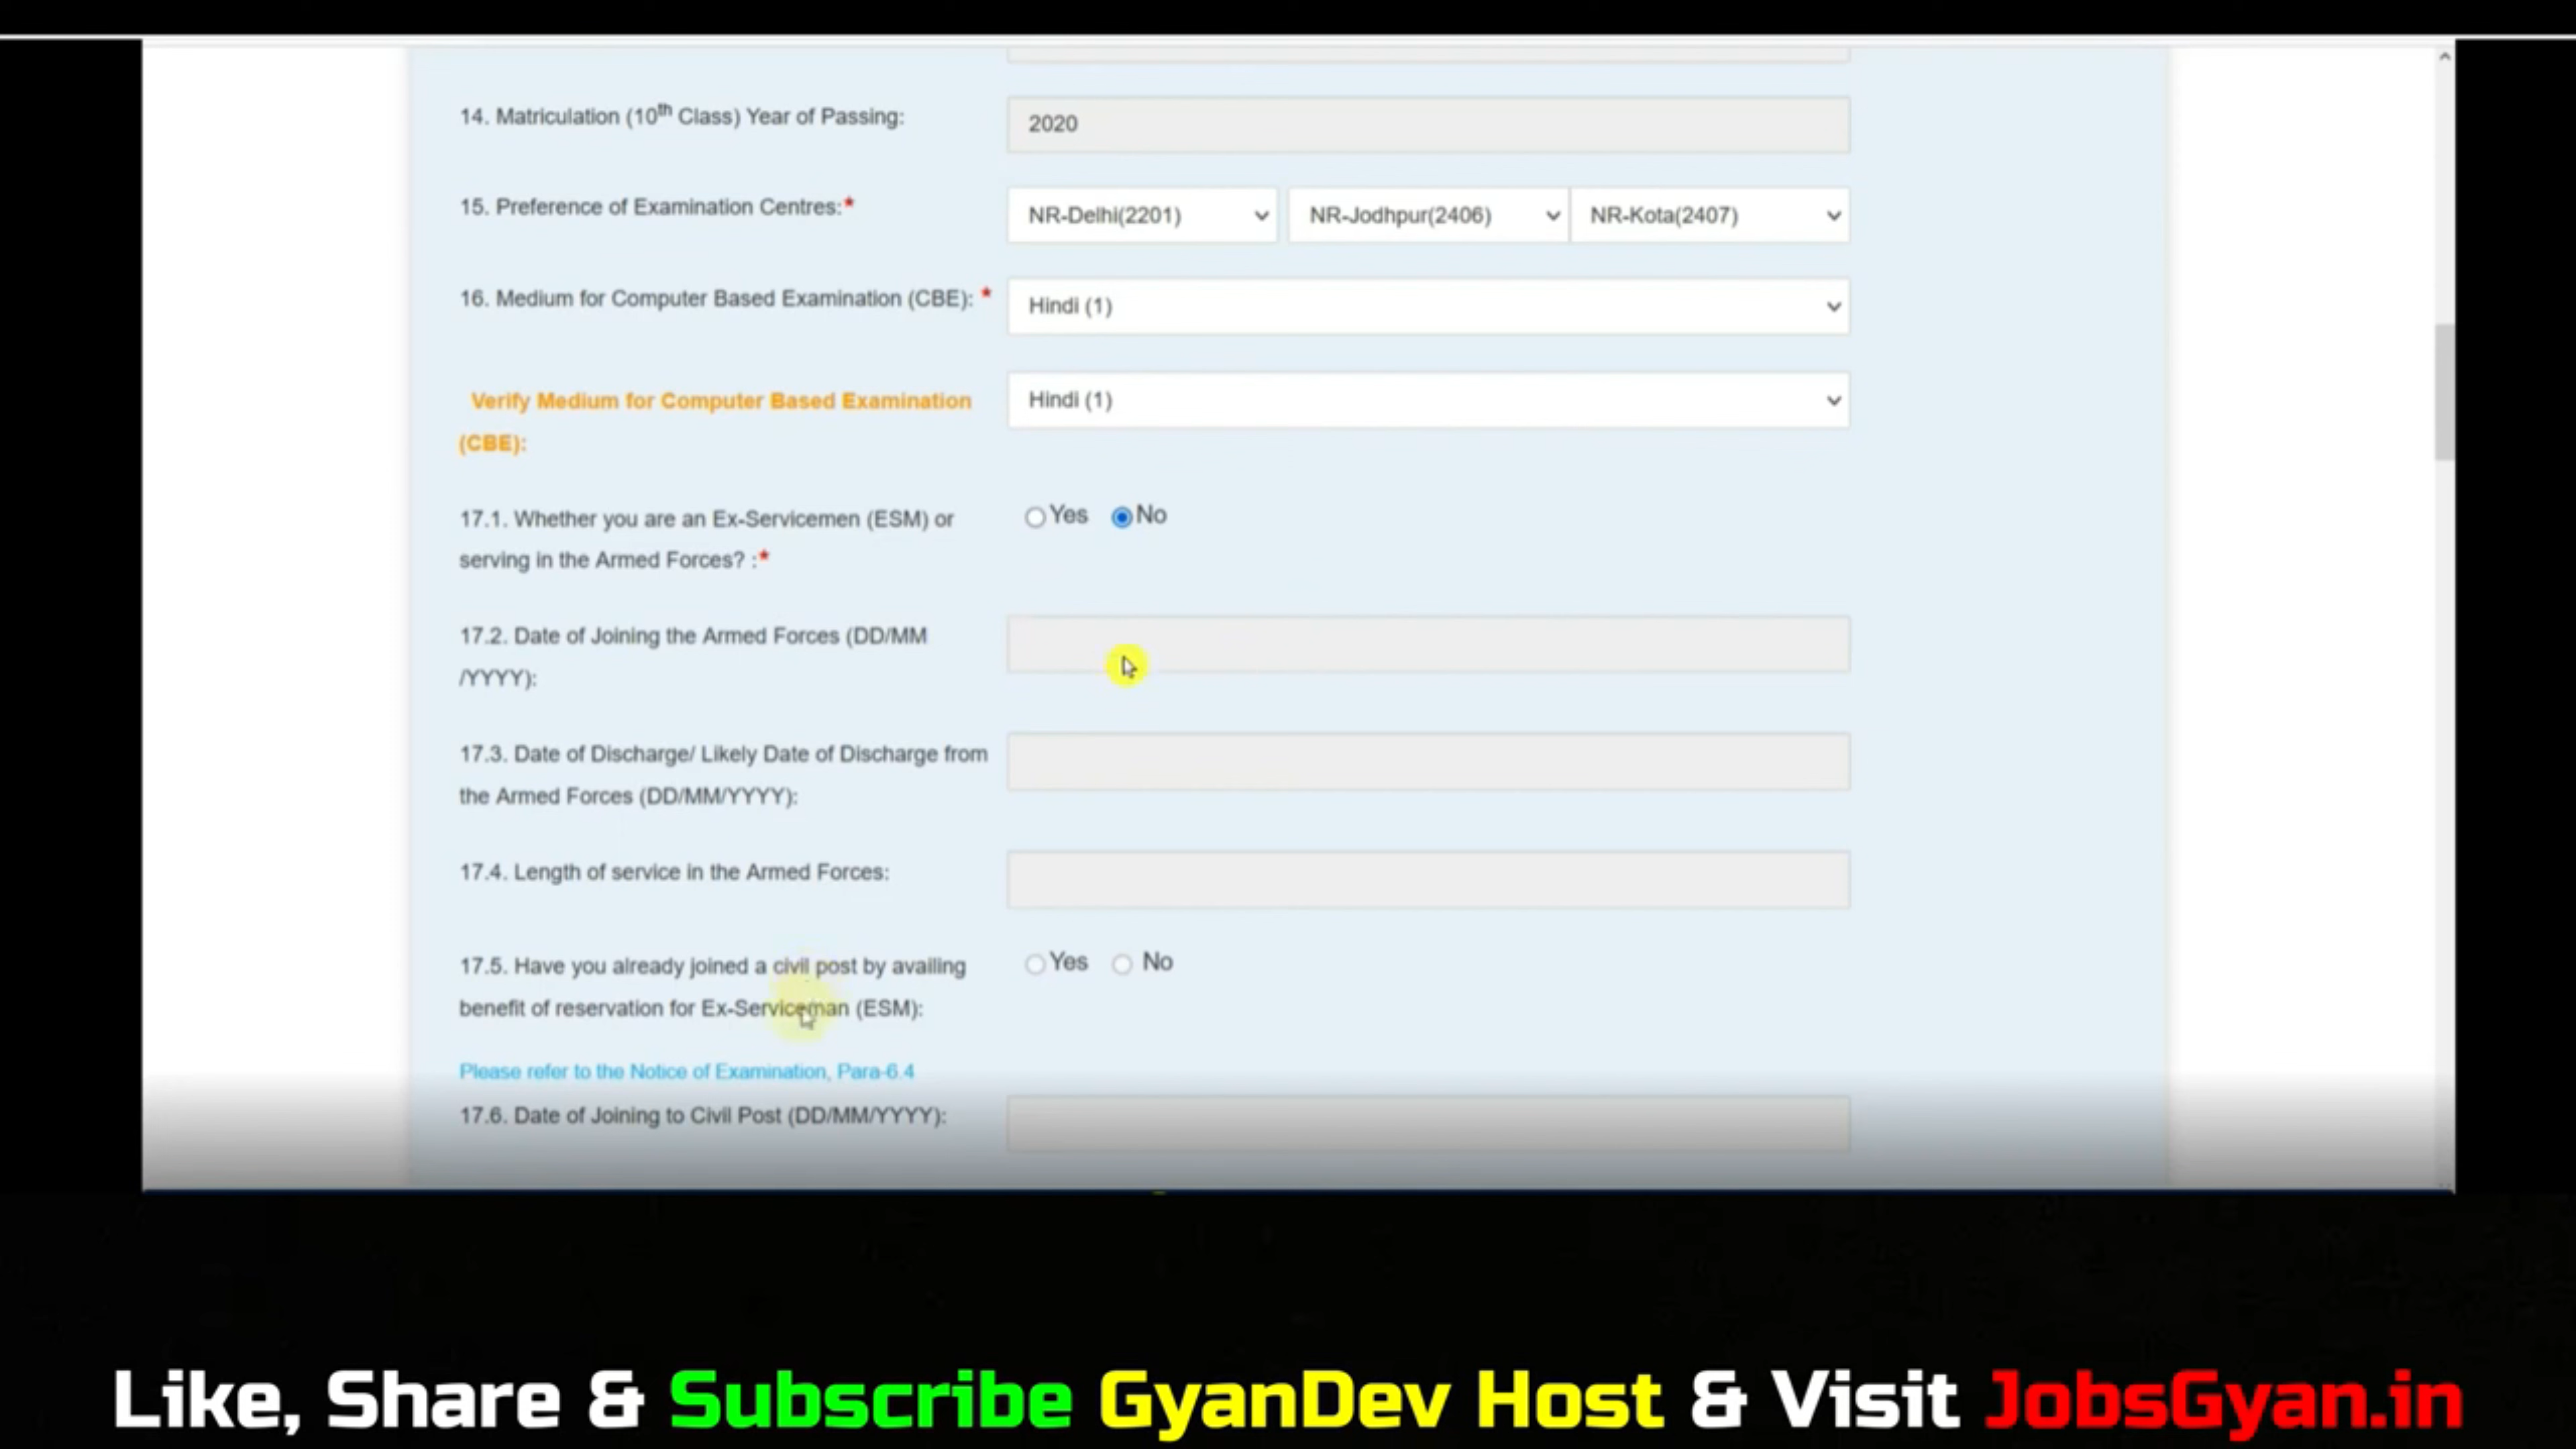 14. Matriculation (10th Class) Year of Passing:
2020
15. Preference of Examination Centres:*
NR-Delhi(2201) NR-Jodhpur(2406) NR-Kota(2407)
16. Medium for Computer Based Examination (CBE): *
Hindi (1)
Verify Medium for Computer Based Examination
(CBE):
Hindi (1)
17.1. Whether you are an Ex-Servicemen (ESM) or
serving in the Armed Forces? :*
Yes No
17.2. Date of Joining the Armed Forces (DD/MM
/YYYY):
17.3. Date of Discharge/ Likely Date of Discharge from
the Armed Forces (DD/MM/YYYY):
17.4. Length of service in the Armed Forces:
17.5. Have you already joined a civil post by availing
benefit of reservation for Ex-Serviceman (ESM):
Yes No
Please refer to the Notice of Examination, Para-6.4
17.6. Date of Joining to Civil Post (DD/MM/YYYY):
Like, Share & Subscribe GyanDev Host & Visit JobsGyan.in